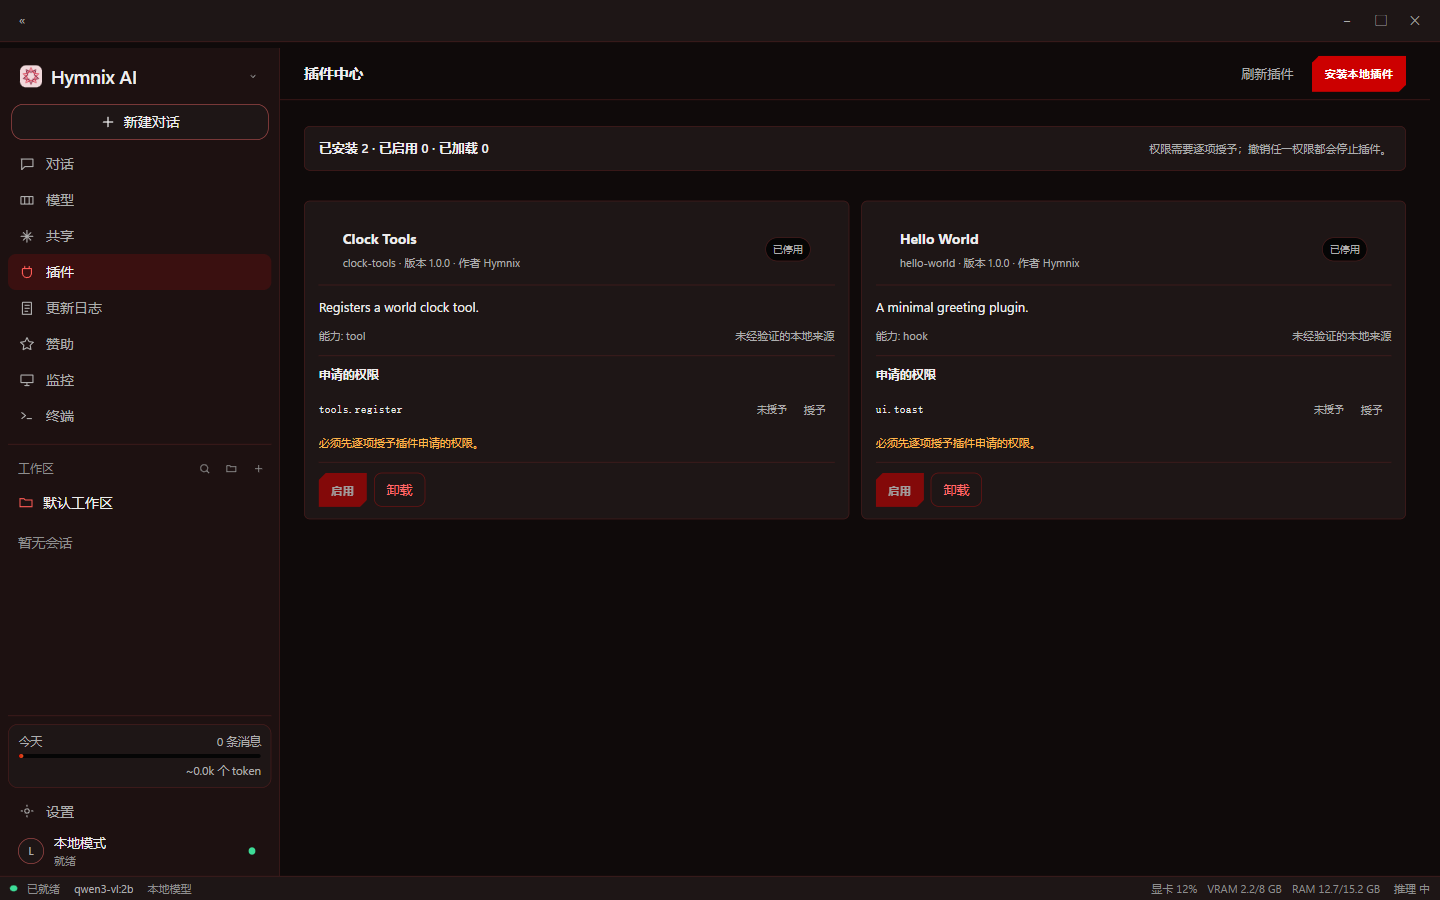 «
Hymnix AI
+ 新建对话
对话
模型
共享
插件
更新日志
赞助
监控
终端
工作区
默认工作区
暂无会话
今天 0 条消息
~0.0k 个 token
设置
L
本地模式
就绪
插件中心
刷新插件
安装本地插件
已安装 2 · 已启用 0 · 已加载 0
权限需要逐项授予；撤销任一权限都会停止插件。
Clock Tools
clock-tools · 版本 1.0.0 · 作者 Hymnix
已停用
Registers a world clock tool.
能力: tool
未经验证的本地来源
申请的权限
tools.register
未授予 授予
必须先逐项授予插件申请的权限。
启用 卸载
Hello World
hello-world · 版本 1.0.0 · 作者 Hymnix
已停用
A minimal greeting plugin.
能力: hook
未经验证的本地来源
申请的权限
ui.toast
未授予 授予
必须先逐项授予插件申请的权限。
启用 卸载
已就绪 qwen3-vl:2b 本地模型
显卡 12% VRAM 2.2/8 GB RAM 12.7/15.2 GB 推理 中